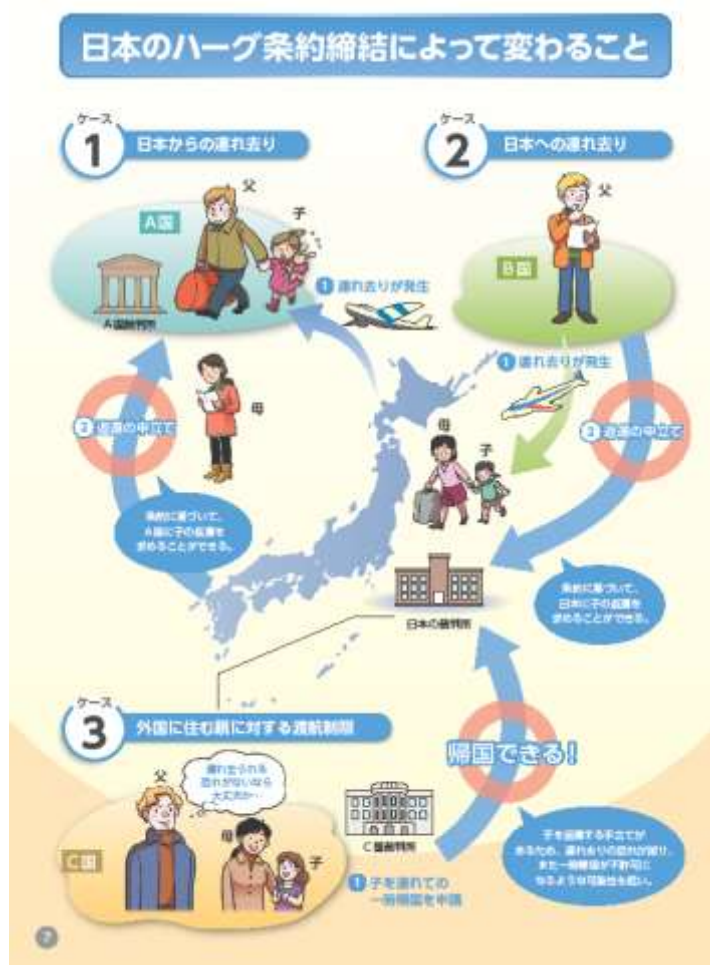 日本のハーグ条約締結によって変わること
ケース
1
日本からの連れ去り
父
子
A国
A国裁判所
1 連れ去りが発生
母
2 返還の申立て
条約に基づいて、
A国に子の返還を
求めることができる。
ケース
2
日本への連れ去り
父
B国
1 連れ去りが発生
母
子
2 返還の申立て
日本の裁判所
条約に基づいて、
日本に子の返還を
求めることができる。
ケース
3
外国に住む親に対する渡航制限
父
連れ去られる
恐れがないなら
大丈夫か…
母
子
C国
C国裁判所
1 子を連れての
一時帰国を申請
帰国できる!
子を返還する手立てが
あるため、連れ去りの恐れが減り、
また一時帰国が不許可に
なるような可能性も低い。
7